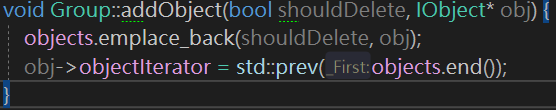 void Group::addObject(bool shouldDelete, IObject* obj) {
objects.emplace_back(shouldDelete, obj);
obj->objectIterator = std::prev(_First:objects.end());
}